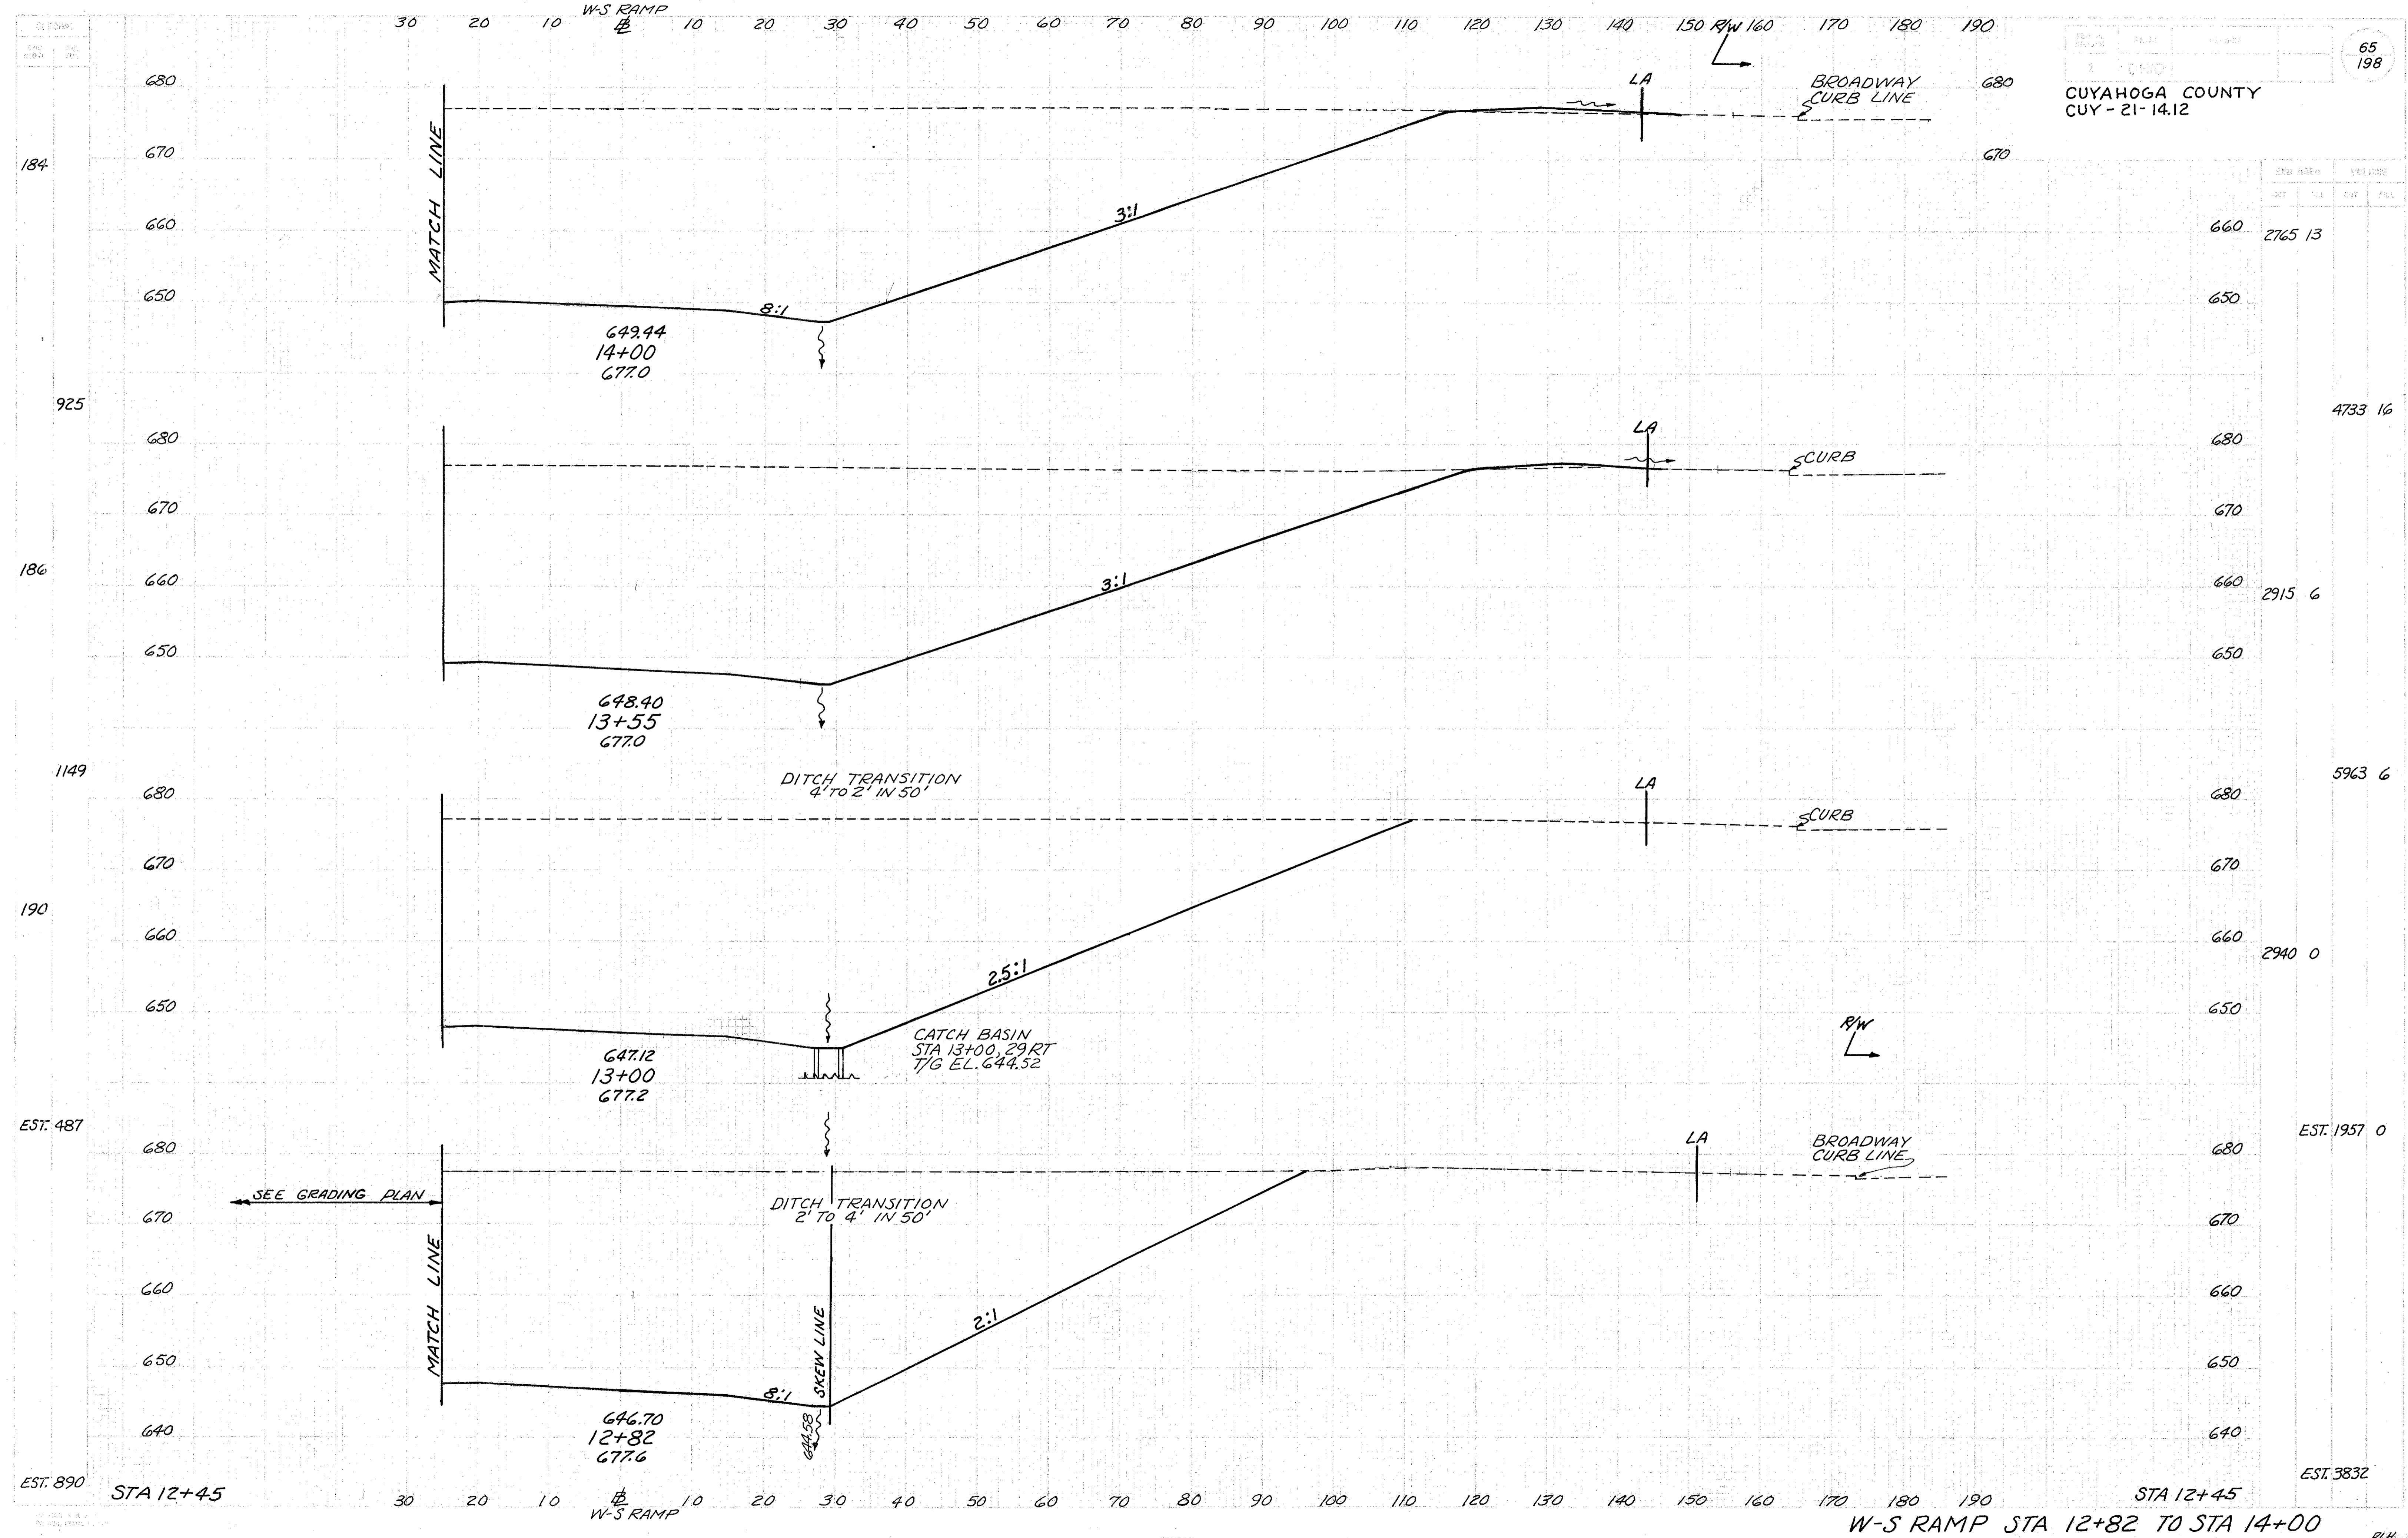 W-S RAMP
30 20 10 10 20 30 40 50 60 70 80 90 100 110 120 130 140 150 R/W 160 170 180 190
65
198
CUYAHOGA COUNTY
CUY - 21 - 14.12
680 LA BROADWAY 680
CURB LINE
MATCH LINE
184 670 670
660 3:1 660 2765 13
650 8:1 650
649.44
14+00
677.0
925 4733 16
680 LA 680
CURB
670 670
186 660 3:1 660 2915 6
650 650
648.40
13+55
677.0
1149 DITCH TRANSITION 5963 6
4' TO 2' IN 50'
680 LA 680
CURB
670 670
190 660 660 2940 0
2.5:1
650 650
CATCH BASIN
STA 13+00, 29 RT
T/G EL. 644.52
R/W
647.12
13+00
677.2
EST. 487 EST. 1957 0
680 LA BROADWAY 680
CURB LINE
SEE GRADING PLAN
DITCH TRANSITION
2' TO 4' IN 50'
670 670
MATCH LINE
SKEW LINE
660 660
2:1
650 650
8:1
644.58
646.70
12+82
677.6
640 640
EST. 890 EST. 3832
STA 12+45 STA 12+45
30 20 10 10 20 30 40 50 60 70 80 90 100 110 120 130 140 150 160 170 180 190
W-S RAMP
W-S RAMP STA 12+82 TO STA 14+00